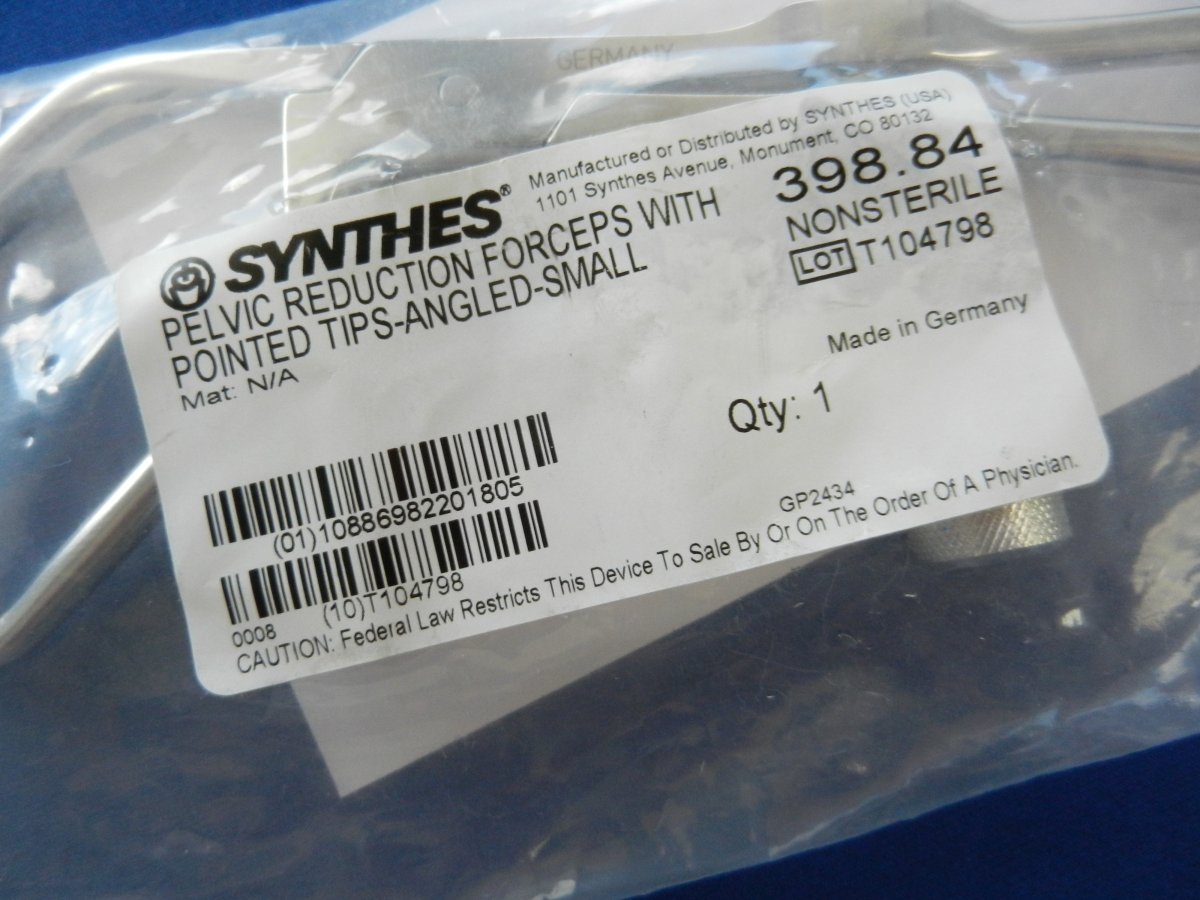 GERMANY
Manufactured or Distributed by SYNTHES (USA)
1101 Synthes Avenue, Monument, CO 80132
SYNTHES®
PELVIC REDUCTION FORCEPS WITH
POINTED TIPS-ANGLED-SMALL
Mat: N/A
398.84
NONSTERILE
LOT T104798
Made in Germany
Qty: 1
(01)10886982201805
(10)T104798
0008
GP2434
CAUTION: Federal Law Restricts This Device To Sale By Or On The Order Of A Physician.